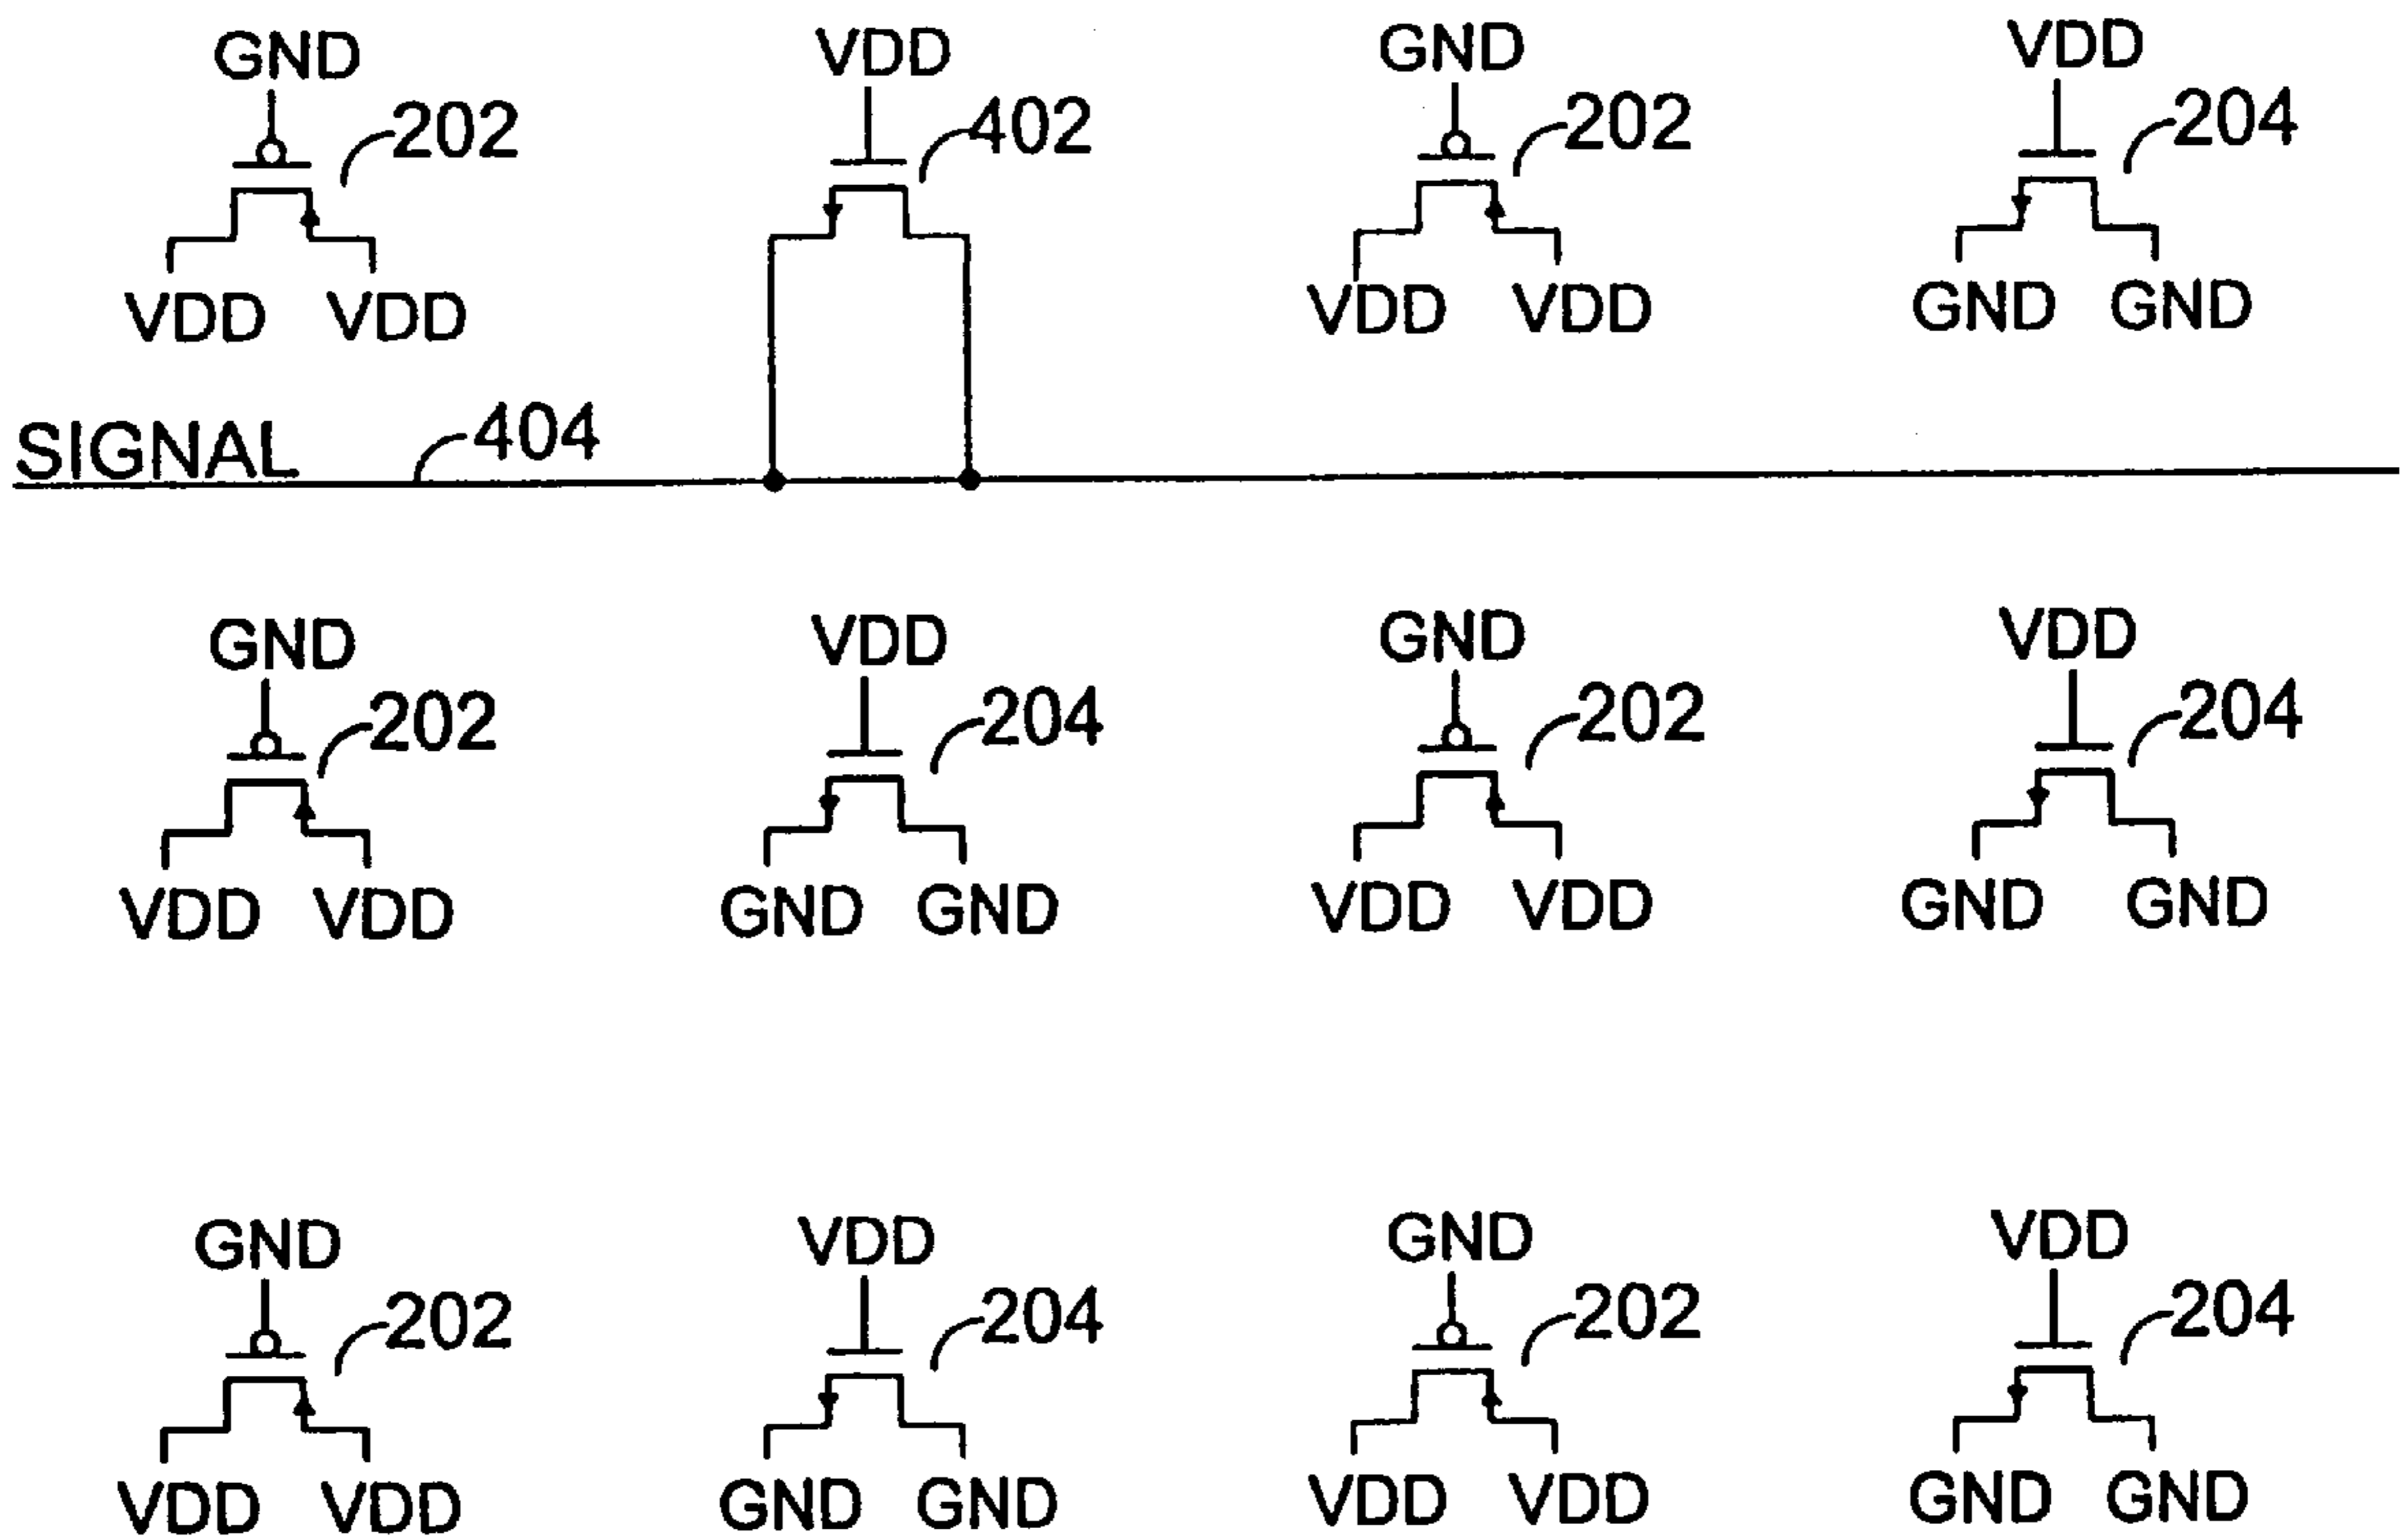 GND VDD GND VDD
202 402 202 204
VDD VDD VDD VDD GND GND
SIGNAL 404
GND VDD GND VDD
202 204 202 204
VDD VDD GND GND VDD VDD GND GND
GND VDD GND VDD
202 204 202 204
VDD VDD GND GND VDD VDD GND GND